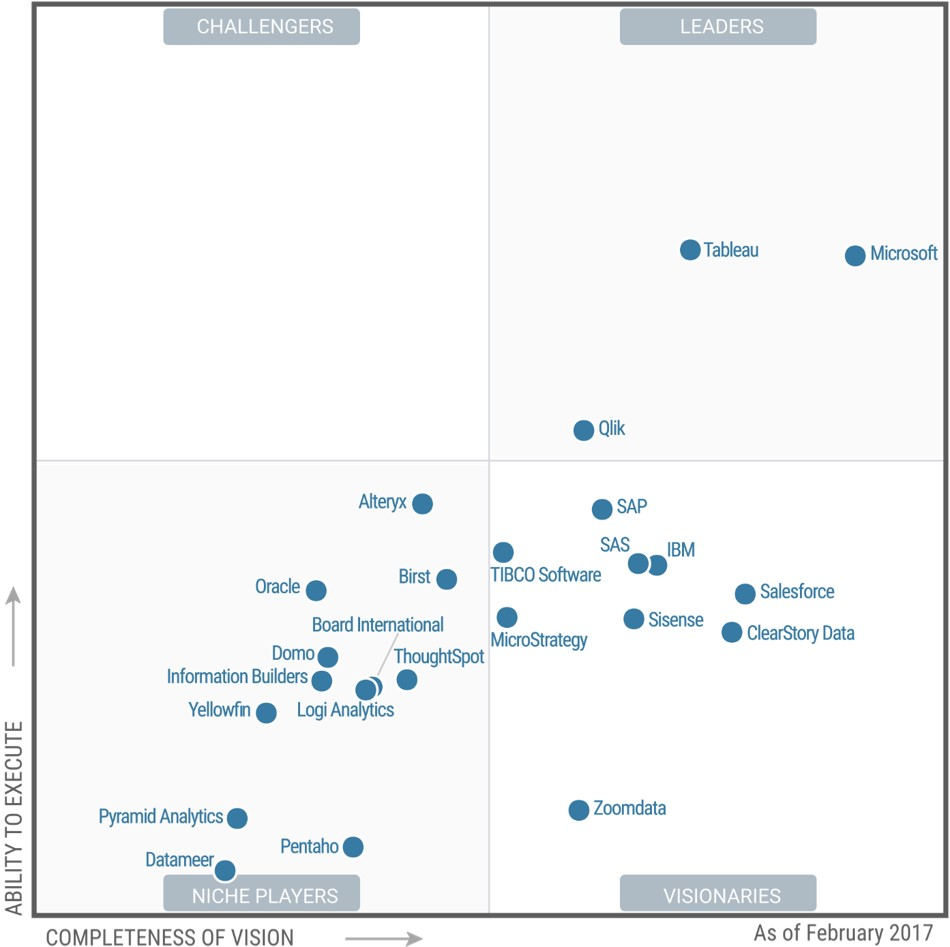 CHALLENGERS
LEADERS
Tableau
Microsoft
Qlik
Alteryx
SAP
SAS
IBM
TIBCO Software
Birst
Oracle
Salesforce
Board International
MicroStrategy
Sisense
ClearStory Data
Domo
ThoughtSpot
Information Builders
Yellowfin
Logi Analytics
Pyramid Analytics
Zoomdata
Pentaho
Datameer
NICHE PLAYERS
VISIONARIES
ABILITY TO EXECUTE
COMPLETENESS OF VISION
As of February 2017